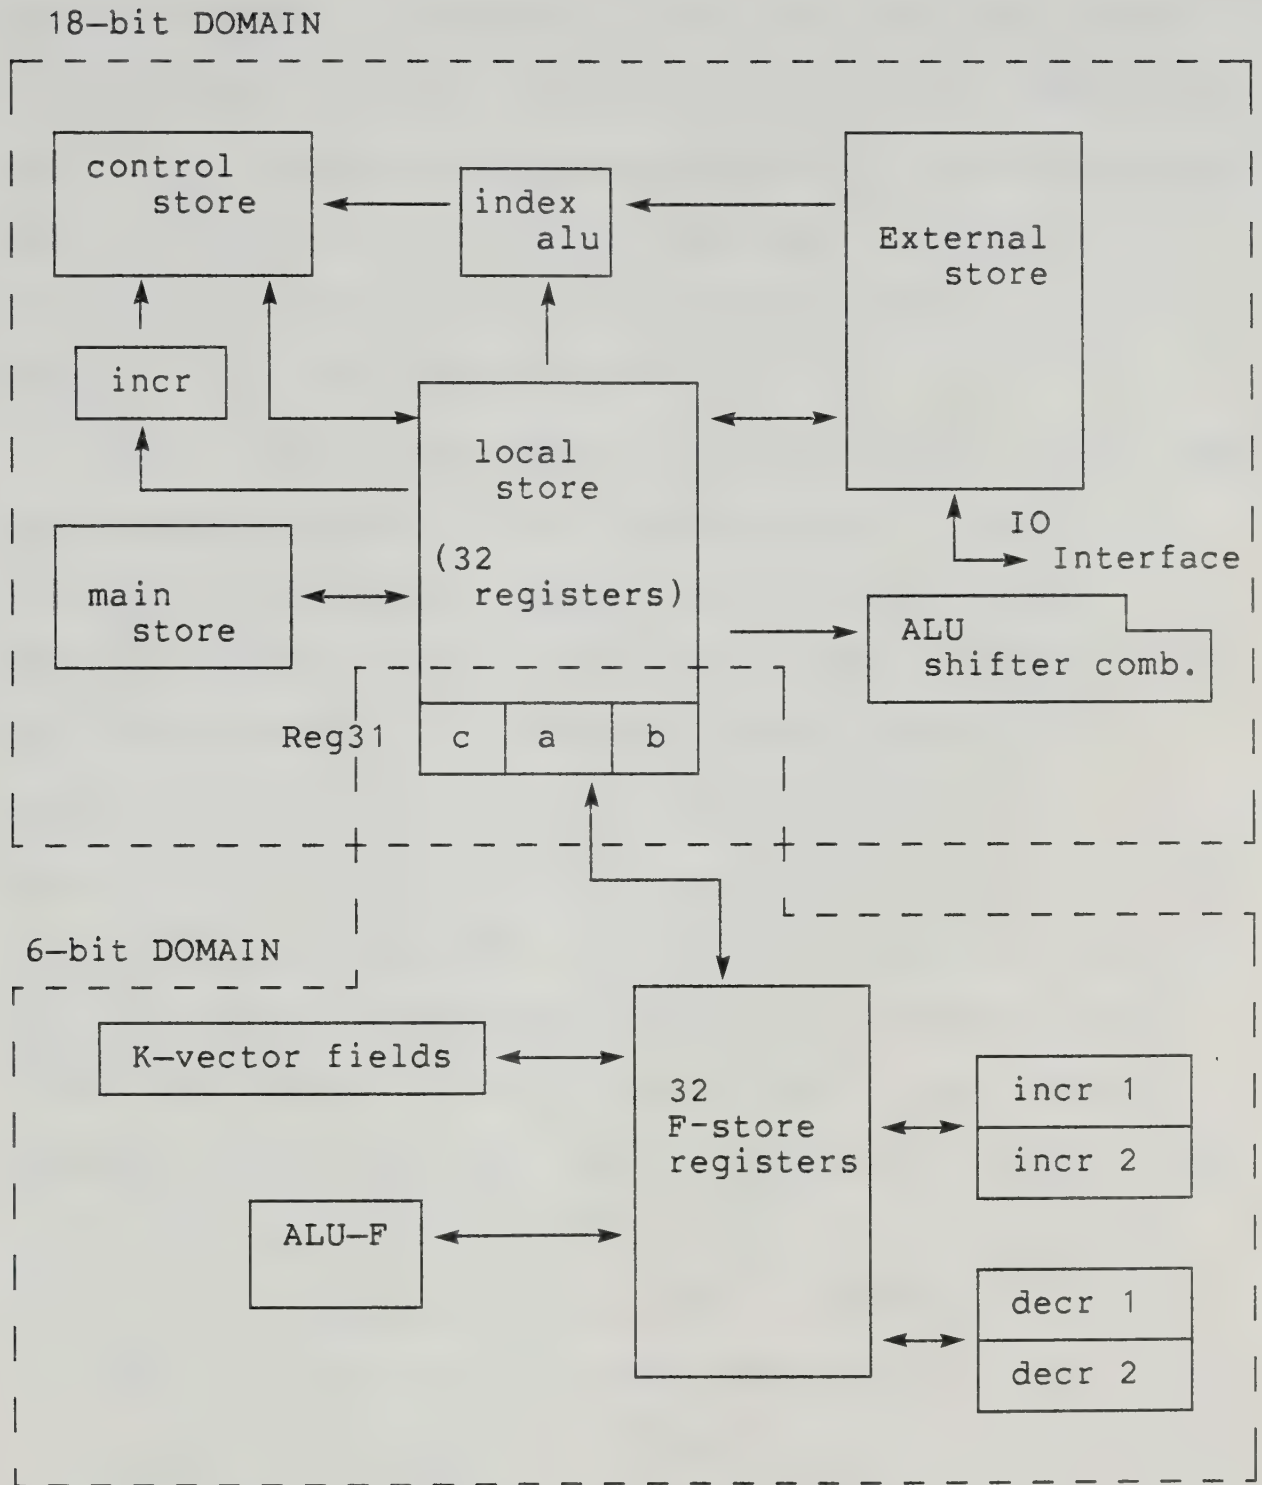 18-bit DOMAIN
control
store
index
alu
External
store
incr
local
store
(32
registers)
IO
Interface
main
store
ALU
shifter comb.
Reg31
c
a
b
6-bit DOMAIN
K-vector fields
32
F-store
registers
incr 1
incr 2
ALU-F
decr 1
decr 2